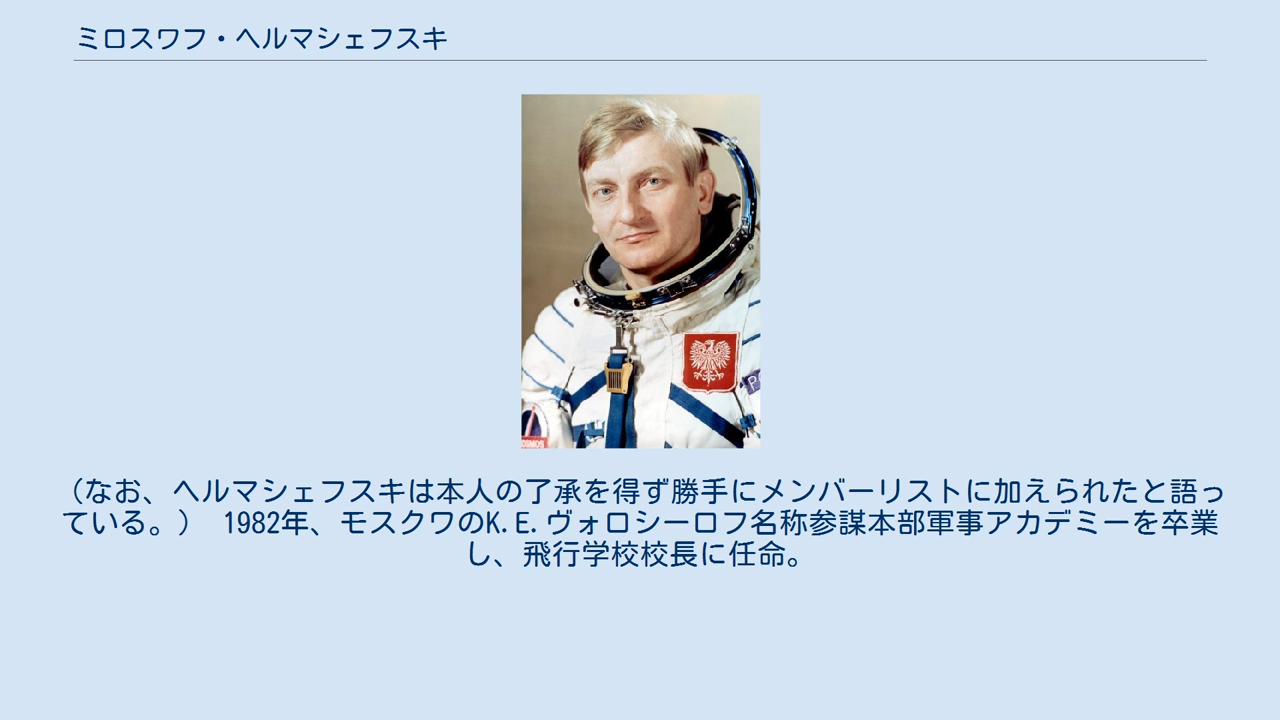 ミロスワフ・ヘルマシェフスキ
(なお、ヘルマシェフスキは本人の了承を得ず勝手にメンバーリストに加えられたと語っ
ている。) 1982年、モスクワのK.E.ヴォロシーロフ名称参謀本部軍事アカデミーを卒業
し、飛行学校校長に任命。